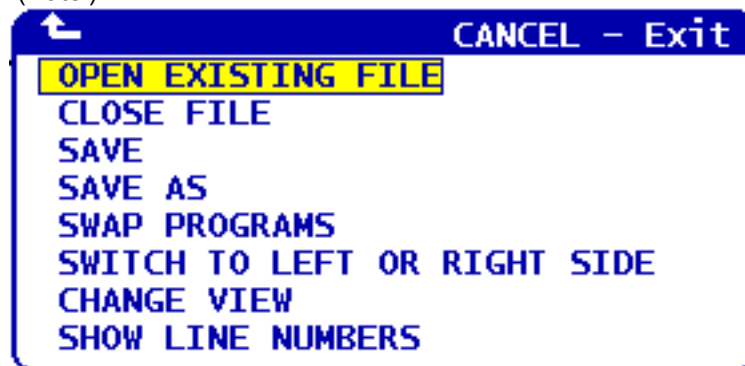 CANCEL - Exit
OPEN EXISTING FILE
CLOSE FILE
SAVE
SAVE AS
SWAP PROGRAMS
SWITCH TO LEFT OR RIGHT SIDE
CHANGE VIEW
SHOW LINE NUMBERS